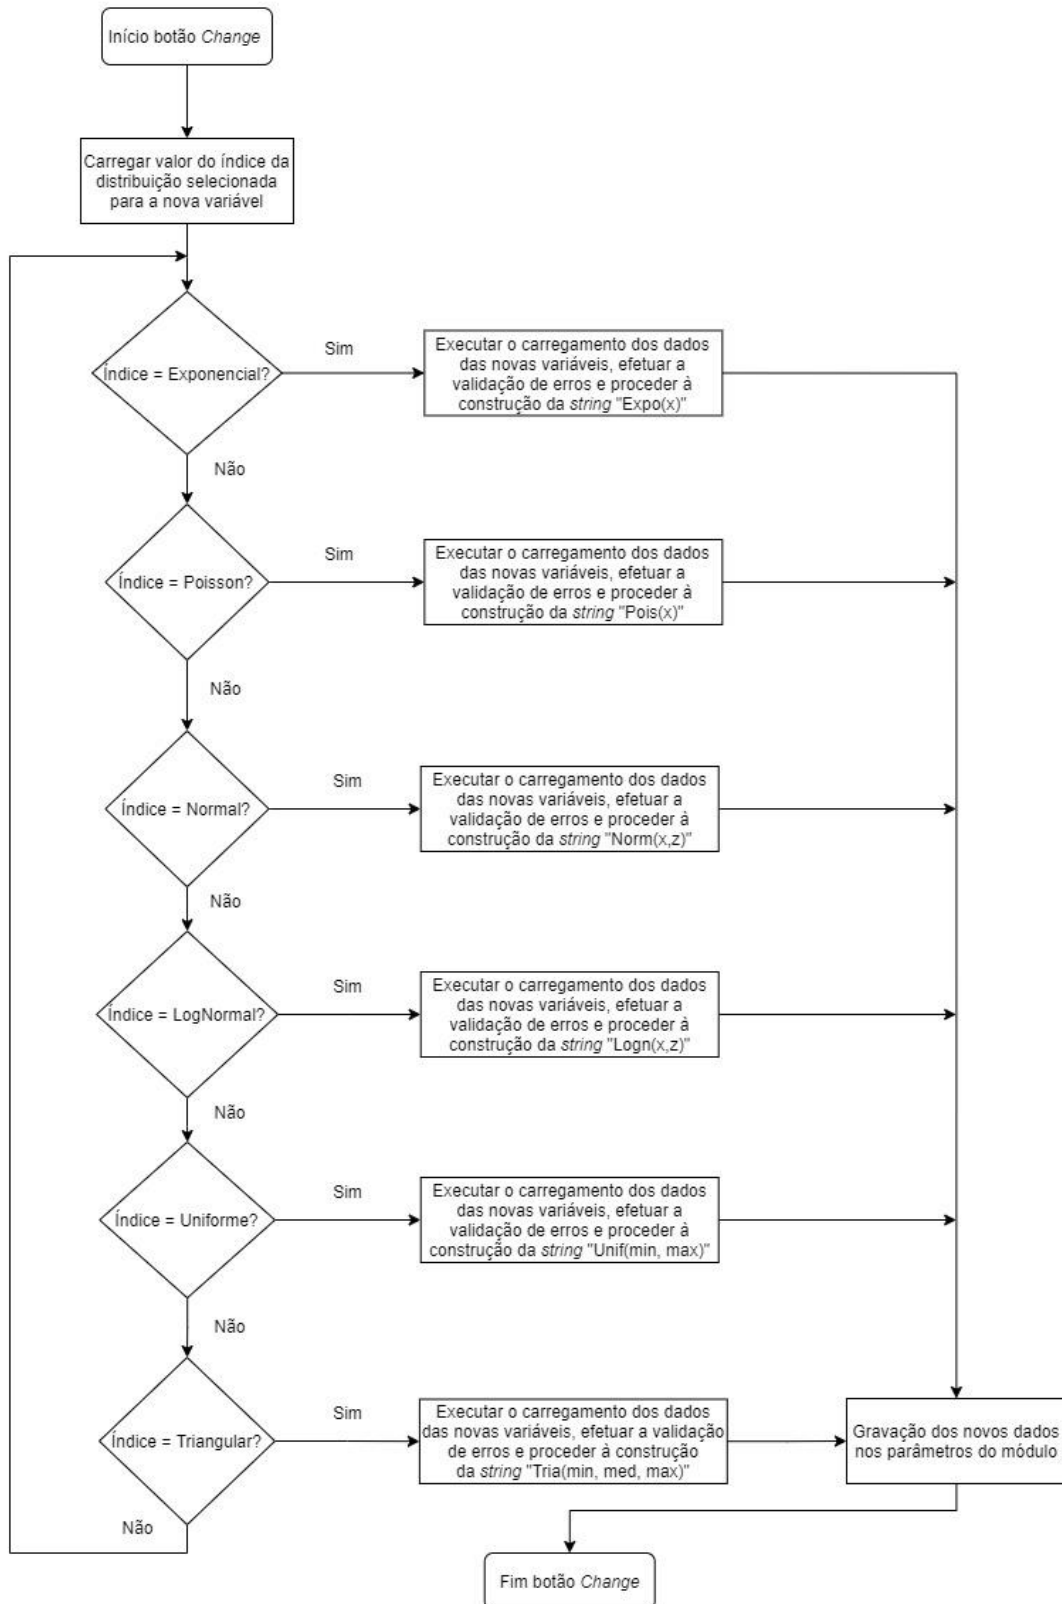 Início botão Change
Carregar valor do índice da
distribuição selecionada
para a nova variável
Índice = Exponencial?
Sim
Executar o carregamento dos dados
das novas variáveis, efetuar a
validação de erros e proceder à
construção da string "Expo(x)"
Não
Índice = Poisson?
Sim
Executar o carregamento dos dados
das novas variáveis, efetuar a
validação de erros e proceder à
construção da string "Pois(x)"
Não
Índice = Normal?
Sim
Executar o carregamento dos dados
das novas variáveis, efetuar a
validação de erros e proceder à
construção da string "Norm(x,z)"
Não
Índice = LogNormal?
Sim
Executar o carregamento dos dados
das novas variáveis, efetuar a
validação de erros e proceder à
construção da string "Logn(x,z)"
Não
Índice = Uniforme?
Sim
Executar o carregamento dos dados
das novas variáveis, efetuar a
validação de erros e proceder à
construção da string "Unif(min, max)"
Não
Índice = Triangular?
Sim
Executar o carregamento dos dados
das novas variáveis, efetuar a validação
de erros e proceder à construção
da string "Tria(min, med, max)"
Gravação dos novos dados
nos parâmetros do módulo
Não
Fim botão Change